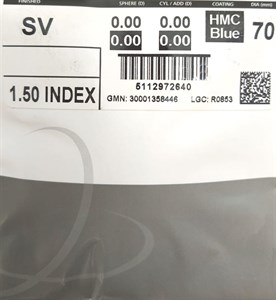 FINISHED SPHERE (D) CYL / ADD (D) COATING DIA (mm)
SV 0.00 0.00 HMC Blue 70
0.00 0.00
5112972640
1.50 INDEX GMN: 30001358446 LGC: R0853